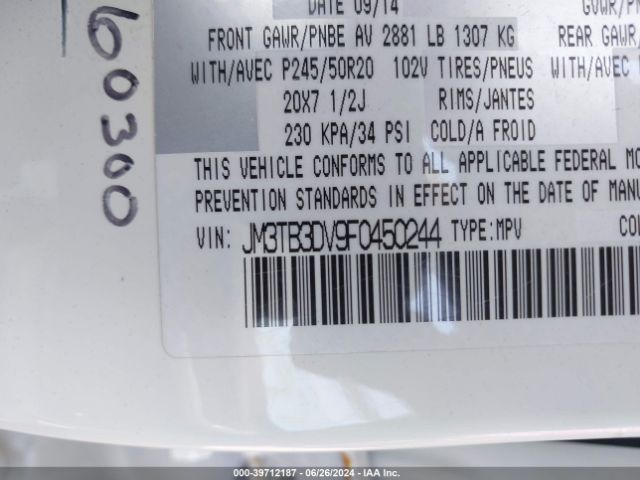 DATE 09/14 GVWR/PN
FRONT GAWR/PNBE AV 2881 LB 1307 KG REAR GAWR/
WITH/AVEC P245/50R20 102V TIRES/PNEUS WITH/AVEC
20X7 1/2J RIMS/JANTES
230 KPA/34 PSI COLD/A FROID
THIS VEHICLE CONFORMS TO ALL APPLICABLE FEDERAL MO
PREVENTION STANDARDS IN EFFECT ON THE DATE OF MANU
VIN: JM3TB3DV9F0450244 TYPE:MPV CO
60300
000-39712187 - 06/26/2024 - IAA Inc.